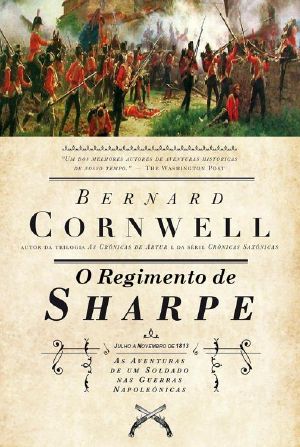 "Um dos melhores autores de aventuras históricas
de nosso tempo." — The Washington Post
Bernard
Cornwell
autor da trilogia As Crônicas de Artur e da série Crônicas Saxônicas
O Regimento de
Sharpe
Julho a Novembro de 1813
As Aventuras
de um Soldado
nas Guerras
Napoleônicas